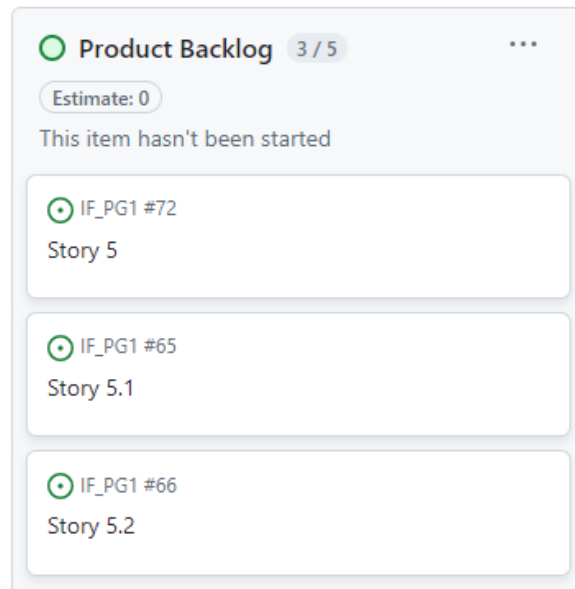 Product Backlog 3 / 5
Estimate: 0
This item hasn't been started
IF_PG1 #72
Story 5
IF_PG1 #65
Story 5.1
IF_PG1 #66
Story 5.2